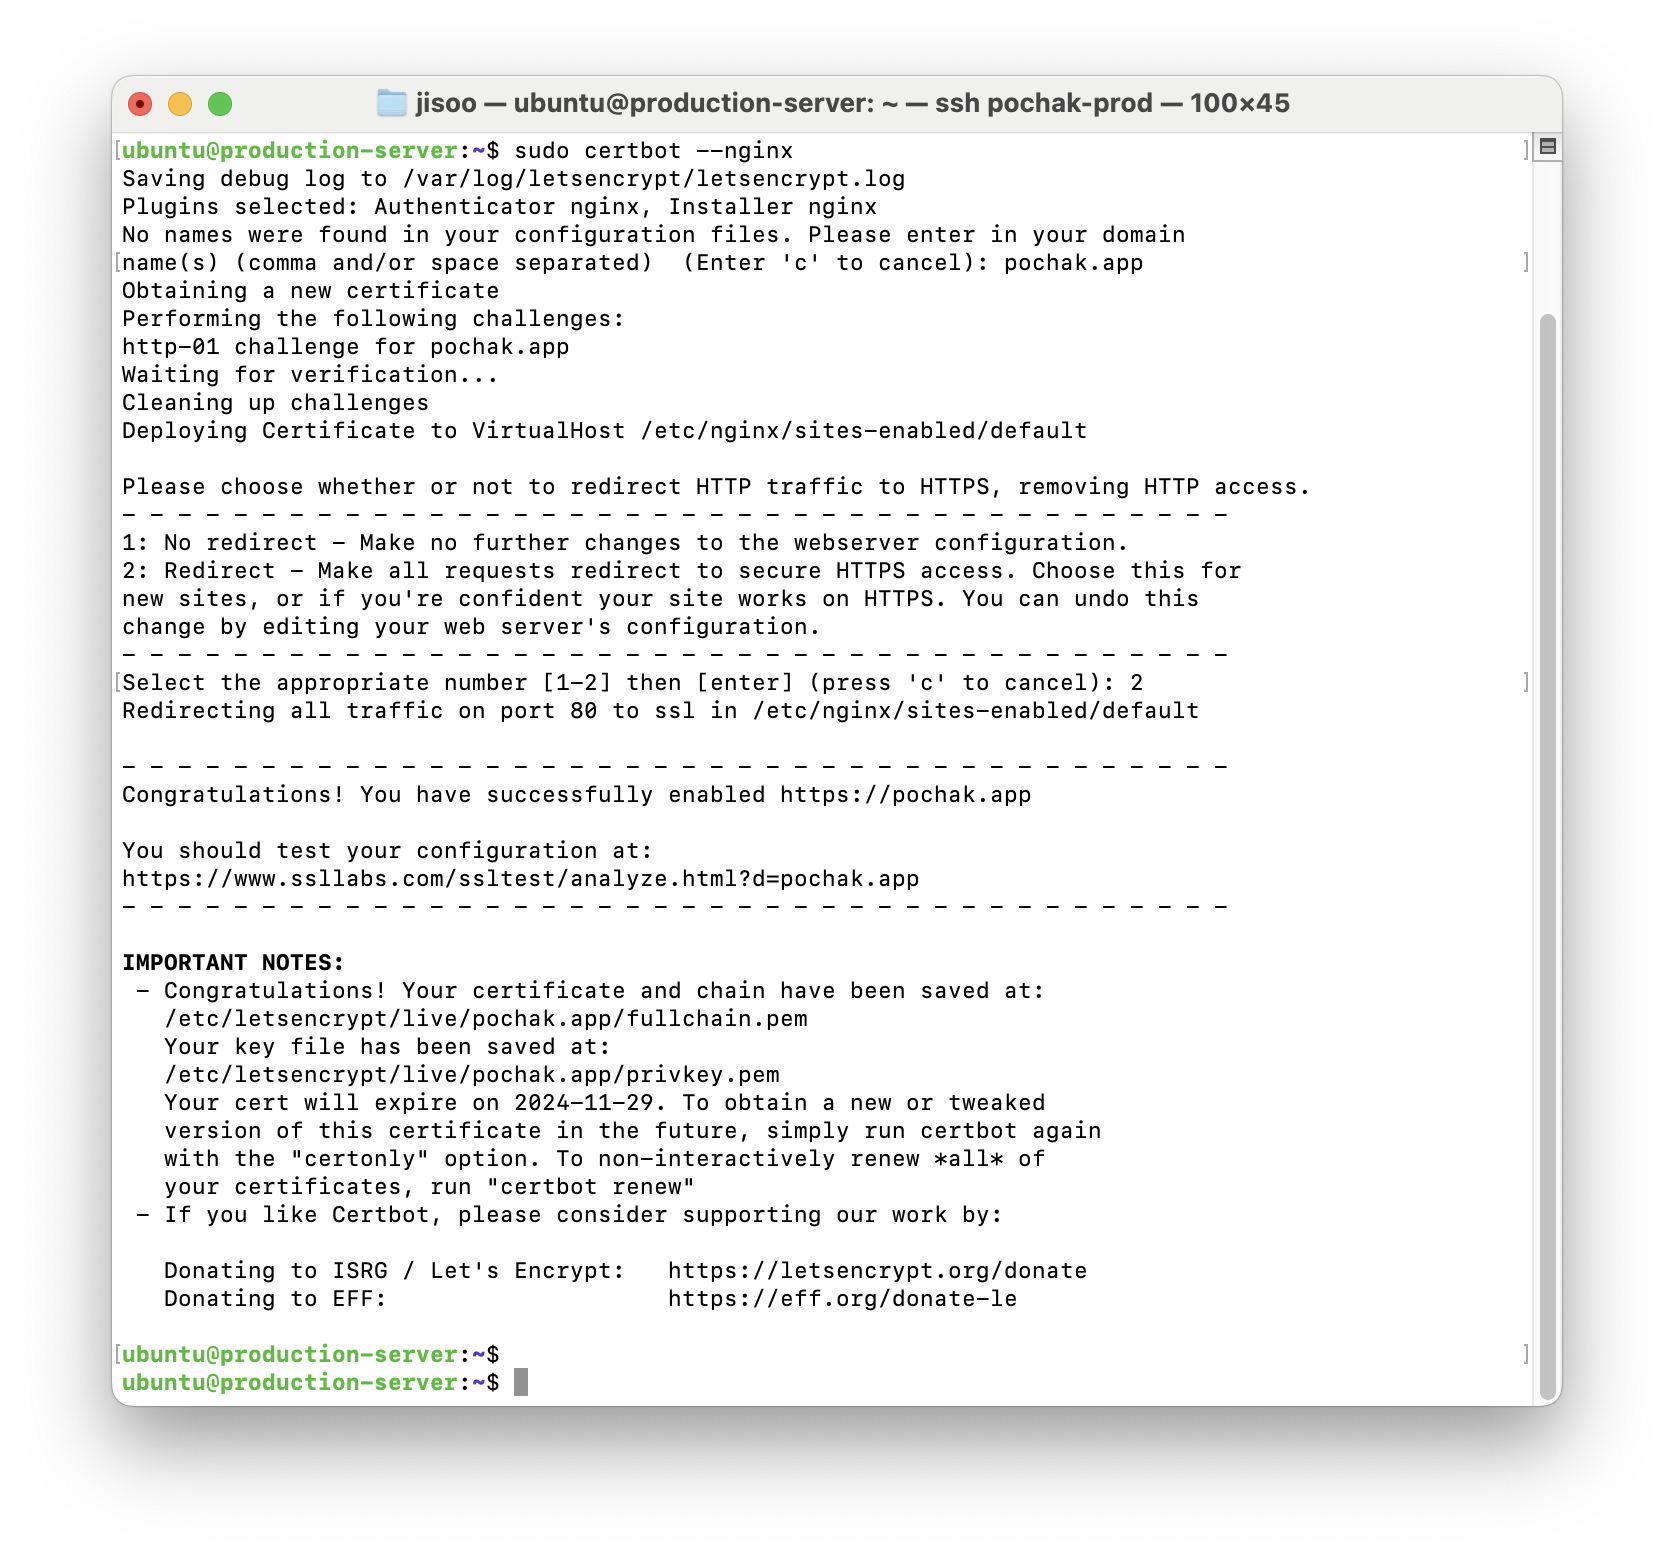 jisoo — ubuntu@production-server: ~ — ssh pochak-prod — 100×45
[ubuntu@production-server:~$ sudo certbot --nginx ]
Saving debug log to /var/log/letsencrypt/letsencrypt.log
Plugins selected: Authenticator nginx, Installer nginx
No names were found in your configuration files. Please enter in your domain
[name(s) (comma and/or space separated)  (Enter 'c' to cancel): pochak.app ]
Obtaining a new certificate
Performing the following challenges:
http-01 challenge for pochak.app
Waiting for verification...
Cleaning up challenges
Deploying Certificate to VirtualHost /etc/nginx/sites-enabled/default
Please choose whether or not to redirect HTTP traffic to HTTPS, removing HTTP access.
- - - - - - - - - - - - - - - - - - - - - - - - - - - - - - - - - - - - - - - -
1: No redirect - Make no further changes to the webserver configuration.
2: Redirect - Make all requests redirect to secure HTTPS access. Choose this for
new sites, or if you're confident your site works on HTTPS. You can undo this
change by editing your web server's configuration.
- - - - - - - - - - - - - - - - - - - - - - - - - - - - - - - - - - - - - - - -
[Select the appropriate number [1-2] then [enter] (press 'c' to cancel): 2 ]
Redirecting all traffic on port 80 to ssl in /etc/nginx/sites-enabled/default
- - - - - - - - - - - - - - - - - - - - - - - - - - - - - - - - - - - - - - - -
Congratulations! You have successfully enabled https://pochak.app
You should test your configuration at:
https://www.ssllabs.com/ssltest/analyze.html?d=pochak.app
- - - - - - - - - - - - - - - - - - - - - - - - - - - - - - - - - - - - - - - -
IMPORTANT NOTES:
 - Congratulations! Your certificate and chain have been saved at:
   /etc/letsencrypt/live/pochak.app/fullchain.pem
   Your key file has been saved at:
   /etc/letsencrypt/live/pochak.app/privkey.pem
   Your cert will expire on 2024-11-29. To obtain a new or tweaked
   version of this certificate in the future, simply run certbot again
   with the "certonly" option. To non-interactively renew *all* of
   your certificates, run "certbot renew"
 - If you like Certbot, please consider supporting our work by:
   Donating to ISRG / Let's Encrypt:   https://letsencrypt.org/donate
   Donating to EFF:                    https://eff.org/donate-le
[ubuntu@production-server:~$ ]
ubuntu@production-server:~$